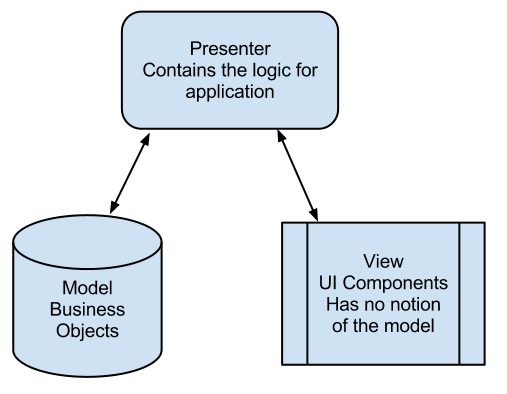 Presenter
Contains the logic for
application
Model
Business
Objects
View
UI Components
Has no notion
of the model